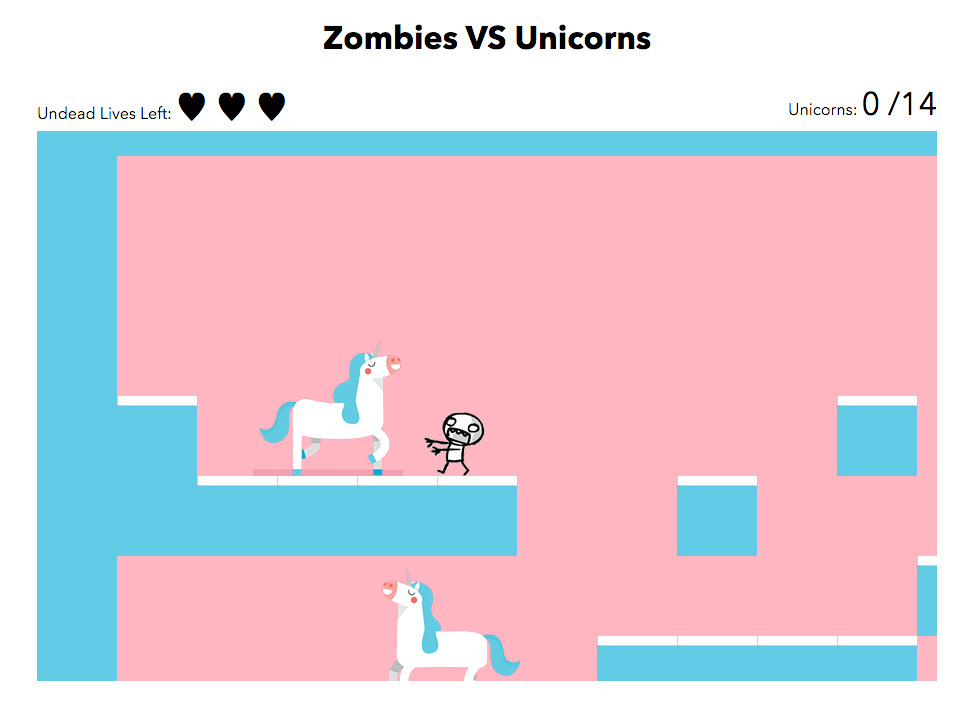 Zombies VS Unicorns
Undead Lives Left: ♥ ♥ ♥
Unicorns: 0 /14